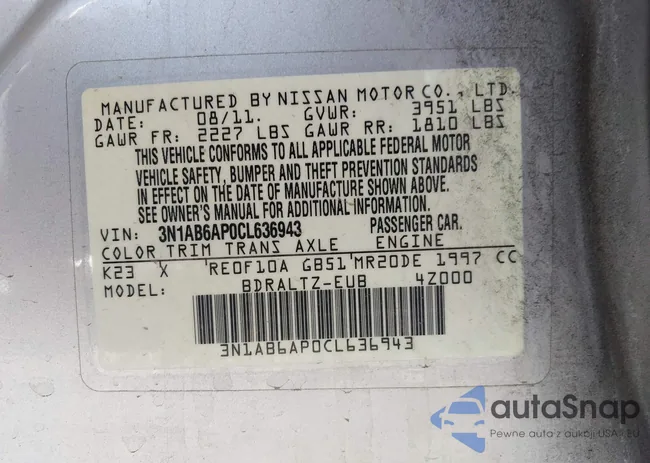 MANUFACTURED BY NISSAN MOTOR CO., LTD.
DATE: 08/11. GVWR: 3951 LBS
GAWR FR: 2227 LBS GAWR RR: 1810 LBS
THIS VEHICLE CONFORMS TO ALL APPLICABLE FEDERAL MOTOR
VEHICLE SAFETY, BUMPER AND THEFT PREVENTION STANDARDS
IN EFFECT ON THE DATE OF MANUFACTURE SHOWN ABOVE.
SEE OWNER'S MANUAL FOR ADDITIONAL INFORMATION.
VIN: 3N1AB6AP0CL636943 PASSENGER CAR.
COLOR TRIM TRANS AXLE ENGINE
K23 X 'RE0F10A GB51'MR20DE 1997 CC
MODEL: BDRALTZ-EUB 4Z000
3N1AB6AP0CL636943
autaSnap
Pewne auta z aukcji USA i EU